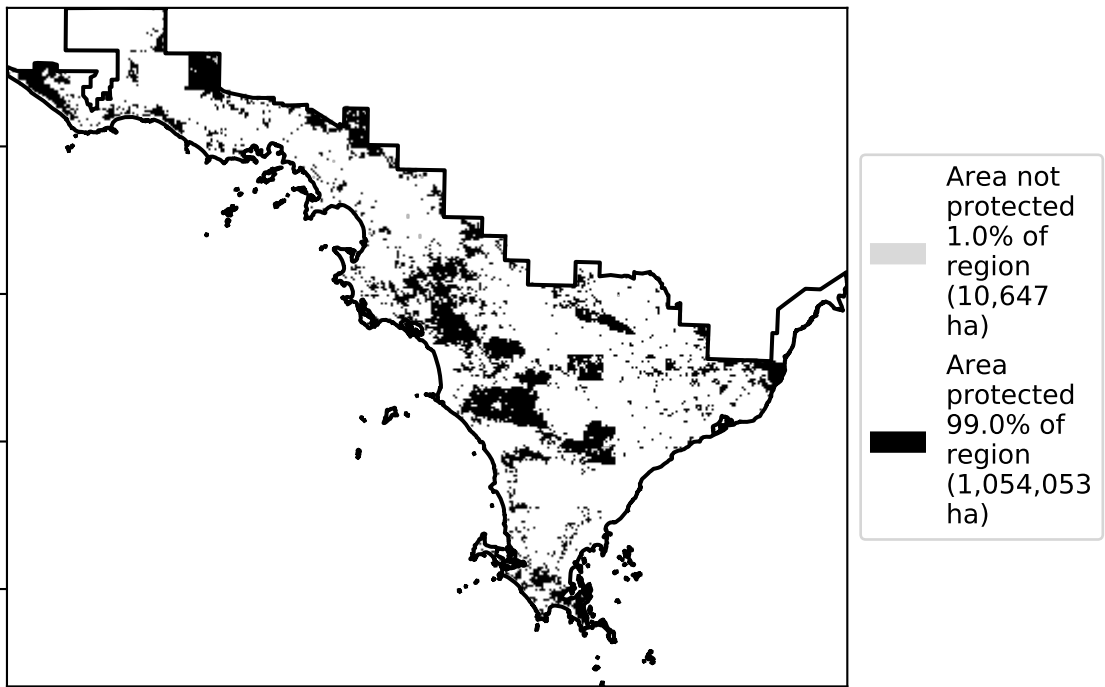 Area not
protected
1.0% of
region
(10,647
ha)
Area
protected
99.0% of
region
(1,054,053
ha)